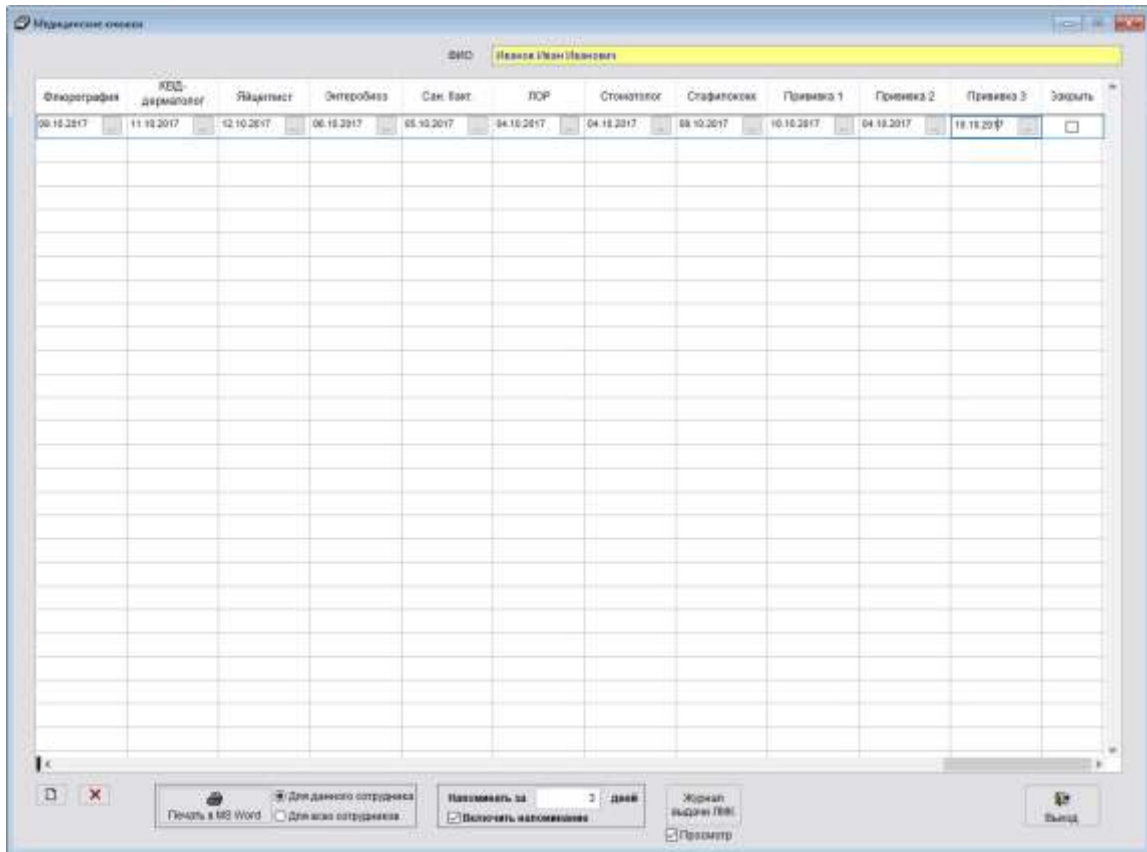 Медицинские книжки
ФИО Иванов Иван Иванович
Флюорография КВД-дерматолог Яйцеглист Энтеробиоз Сан. бакт. ЛОР Стоматолог Стафилококк Прививка 1 Прививка 2 Прививка 3 Закрыть
09.10.2017 11.10.2017 12.10.2017 06.10.2017 05.10.2017 04.10.2017 04.10.2017 09.10.2017 10.10.2017 04.10.2017
Для данного сотрудника Напоминать за 3 дней Журнал
Печать в MS Word Для всех сотрудников Включить напоминание выдачи ЛМК Выход
Просмотр